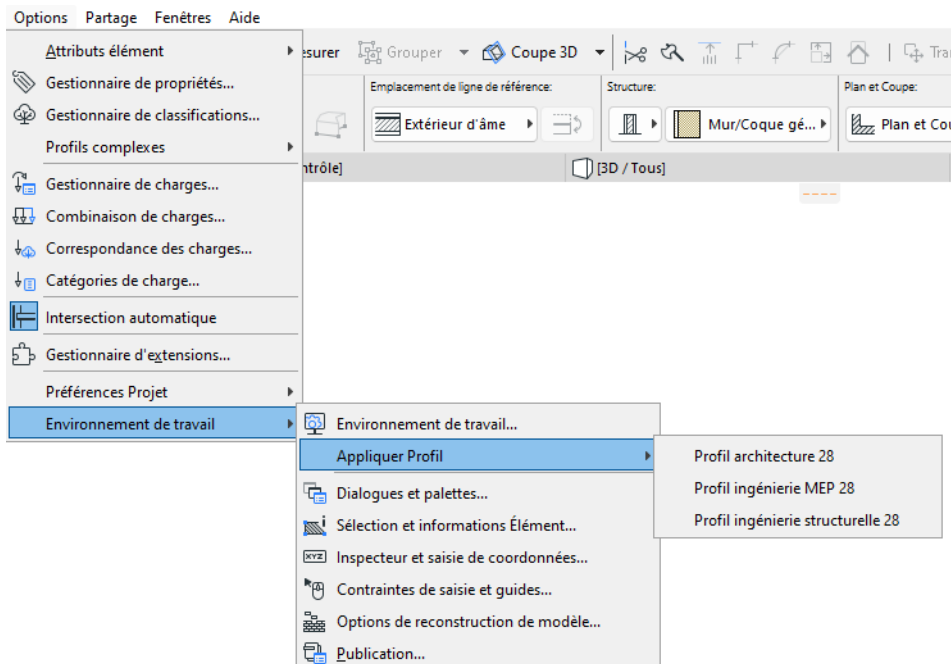 Options Partage Fenêtres Aide
Attributs élément
Gestionnaire de propriétés...
Gestionnaire de classifications...
Profils complexes
Gestionnaire de charges...
Combinaison de charges...
Correspondance des charges...
Catégories de charge...
Intersection automatique
Gestionnaire d'extensions...
Préférences Projet
Environnement de travail
esurer Grouper Coupe 3D Tra
Emplacement de ligne de référence: Structure: Plan et Coupe:
Extérieur d'âme Mur/Coque gé... Plan et Cou
ntrôle] [3D / Tous]
Environnement de travail...
Appliquer Profil
Dialogues et palettes...
Sélection et informations Élément...
XYZ Inspecteur et saisie de coordonnées...
Contraintes de saisie et guides...
Options de reconstruction de modèle...
Publication...
Profil architecture 28
Profil ingénierie MEP 28
Profil ingénierie structurelle 28